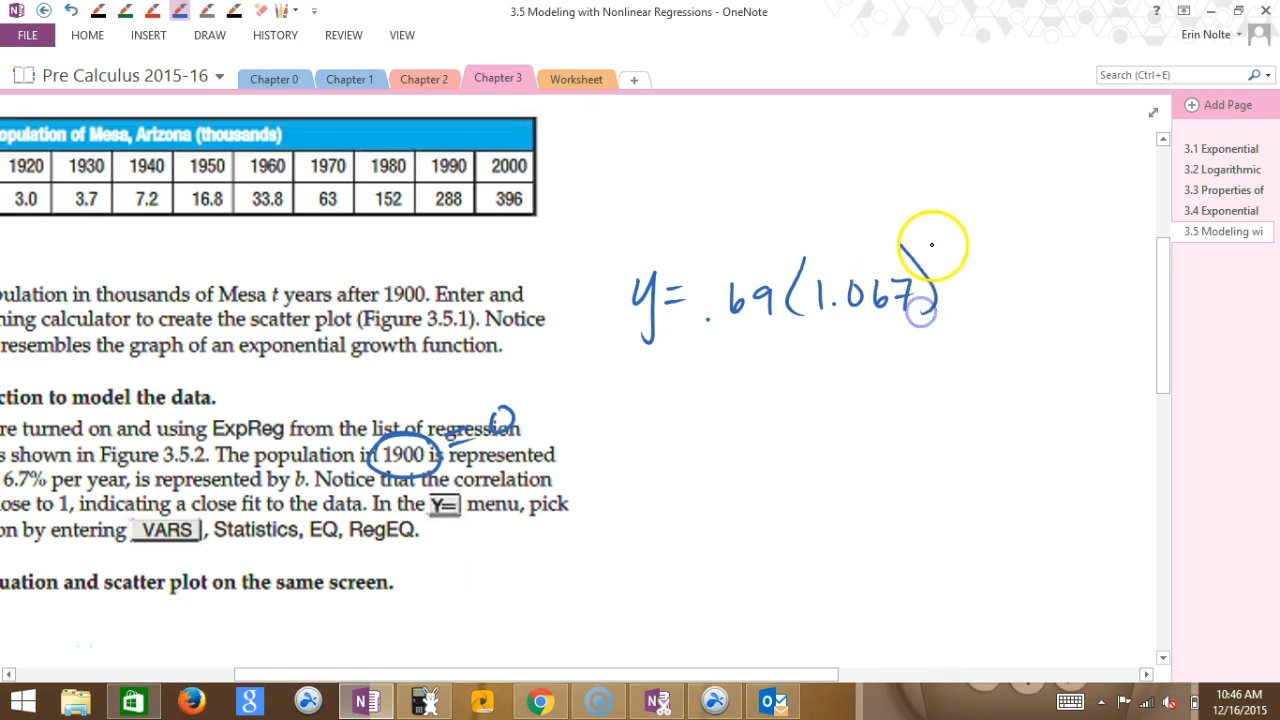 3.5 Modeling with Nonlinear Regressions - OneNote
FILE HOME INSERT DRAW HISTORY REVIEW VIEW
Erin Nolte
Pre Calculus 2015-16 Chapter 0 Chapter 1 Chapter 2 Chapter 3 Worksheet
Search (Ctrl+E)
Add Page
3.1 Exponential
3.2 Logarithmic
3.3 Properties of
3.4 Exponential
3.5 Modeling wi
opulation of Mesa, Arizona (thousands)
1920 1930 1940 1950 1960 1970 1980 1990 2000
3.0 3.7 7.2 16.8 33.8 63 152 288 396
y= .69(1.067)
pulation in thousands of Mesa t years after 1900. Enter and
ning calculator to create the scatter plot (Figure 3.5.1). Notice
resembles the graph of an exponential growth function.
ction to model the data.
= 0
re turned on and using ExpReg from the list of regression
s shown in Figure 3.5.2. The population in 1900 is represented
6.7% per year, is represented by b. Notice that the correlation
lose to 1, indicating a close fit to the data. In the Y= menu, pick
on by entering VARS, Statistics, EQ, RegEQ.
uation and scatter plot on the same screen.
10:46 AM
12/16/2015